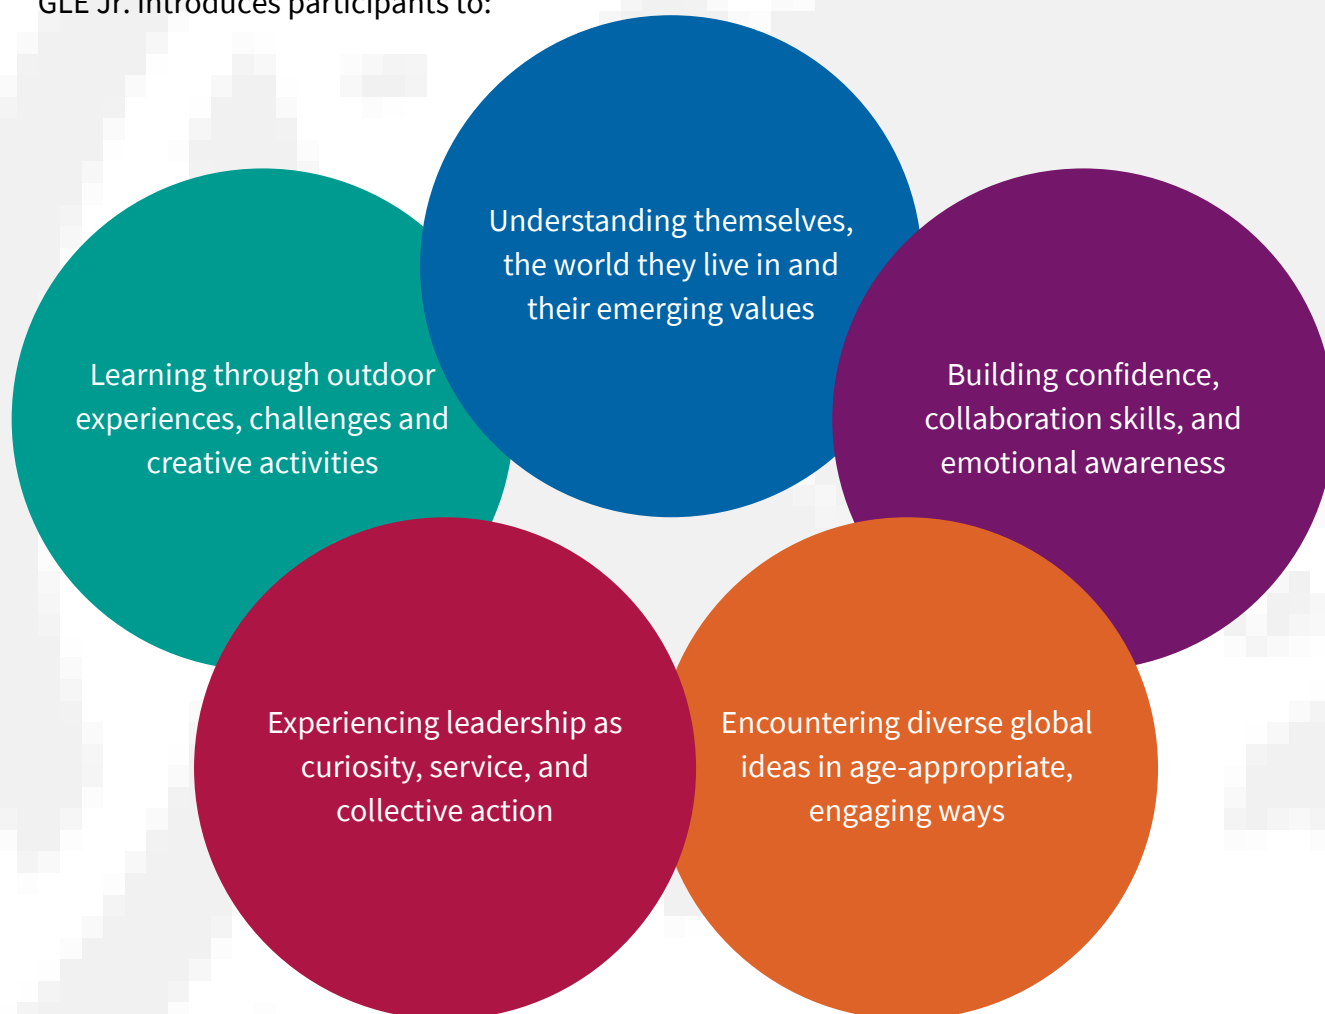 GLE Jr. introduces participants to:
Understanding themselves,
the world they live in and
their emerging values
Learning through outdoor
experiences, challenges and
creative activities
Building confidence,
collaboration skills, and
emotional awareness
Experiencing leadership as
curiosity, service, and
collective action
Encountering diverse global
ideas in age-appropriate,
engaging ways